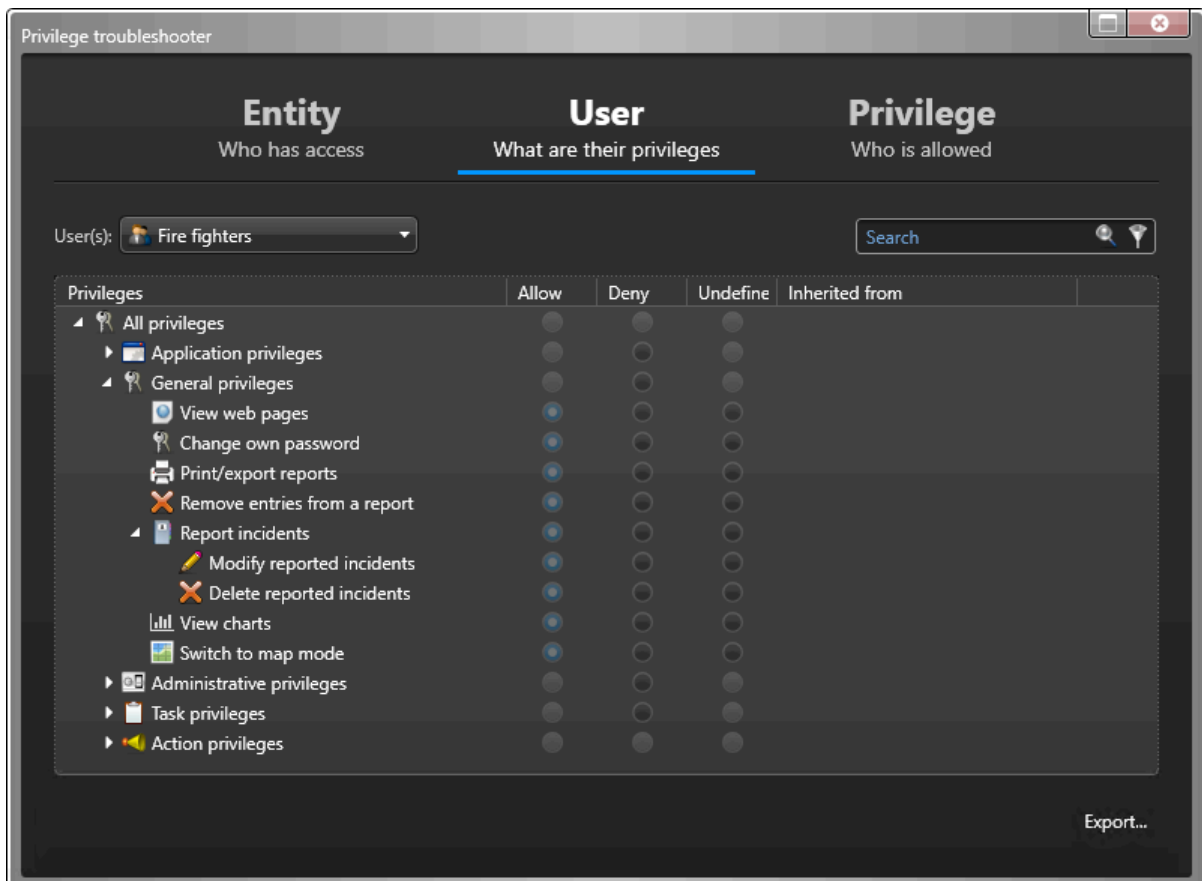 Privilege troubleshooter
Entity User Privilege
Who has access What are their privileges Who is allowed
User(s): Fire fighters Search
Privileges Allow Deny Undefine Inherited from
All privileges
Application privileges
General privileges
View web pages
Change own password
Print/export reports
Remove entries from a report
Report incidents
Modify reported incidents
Delete reported incidents
View charts
Switch to map mode
Administrative privileges
Task privileges
Action privileges
Export...